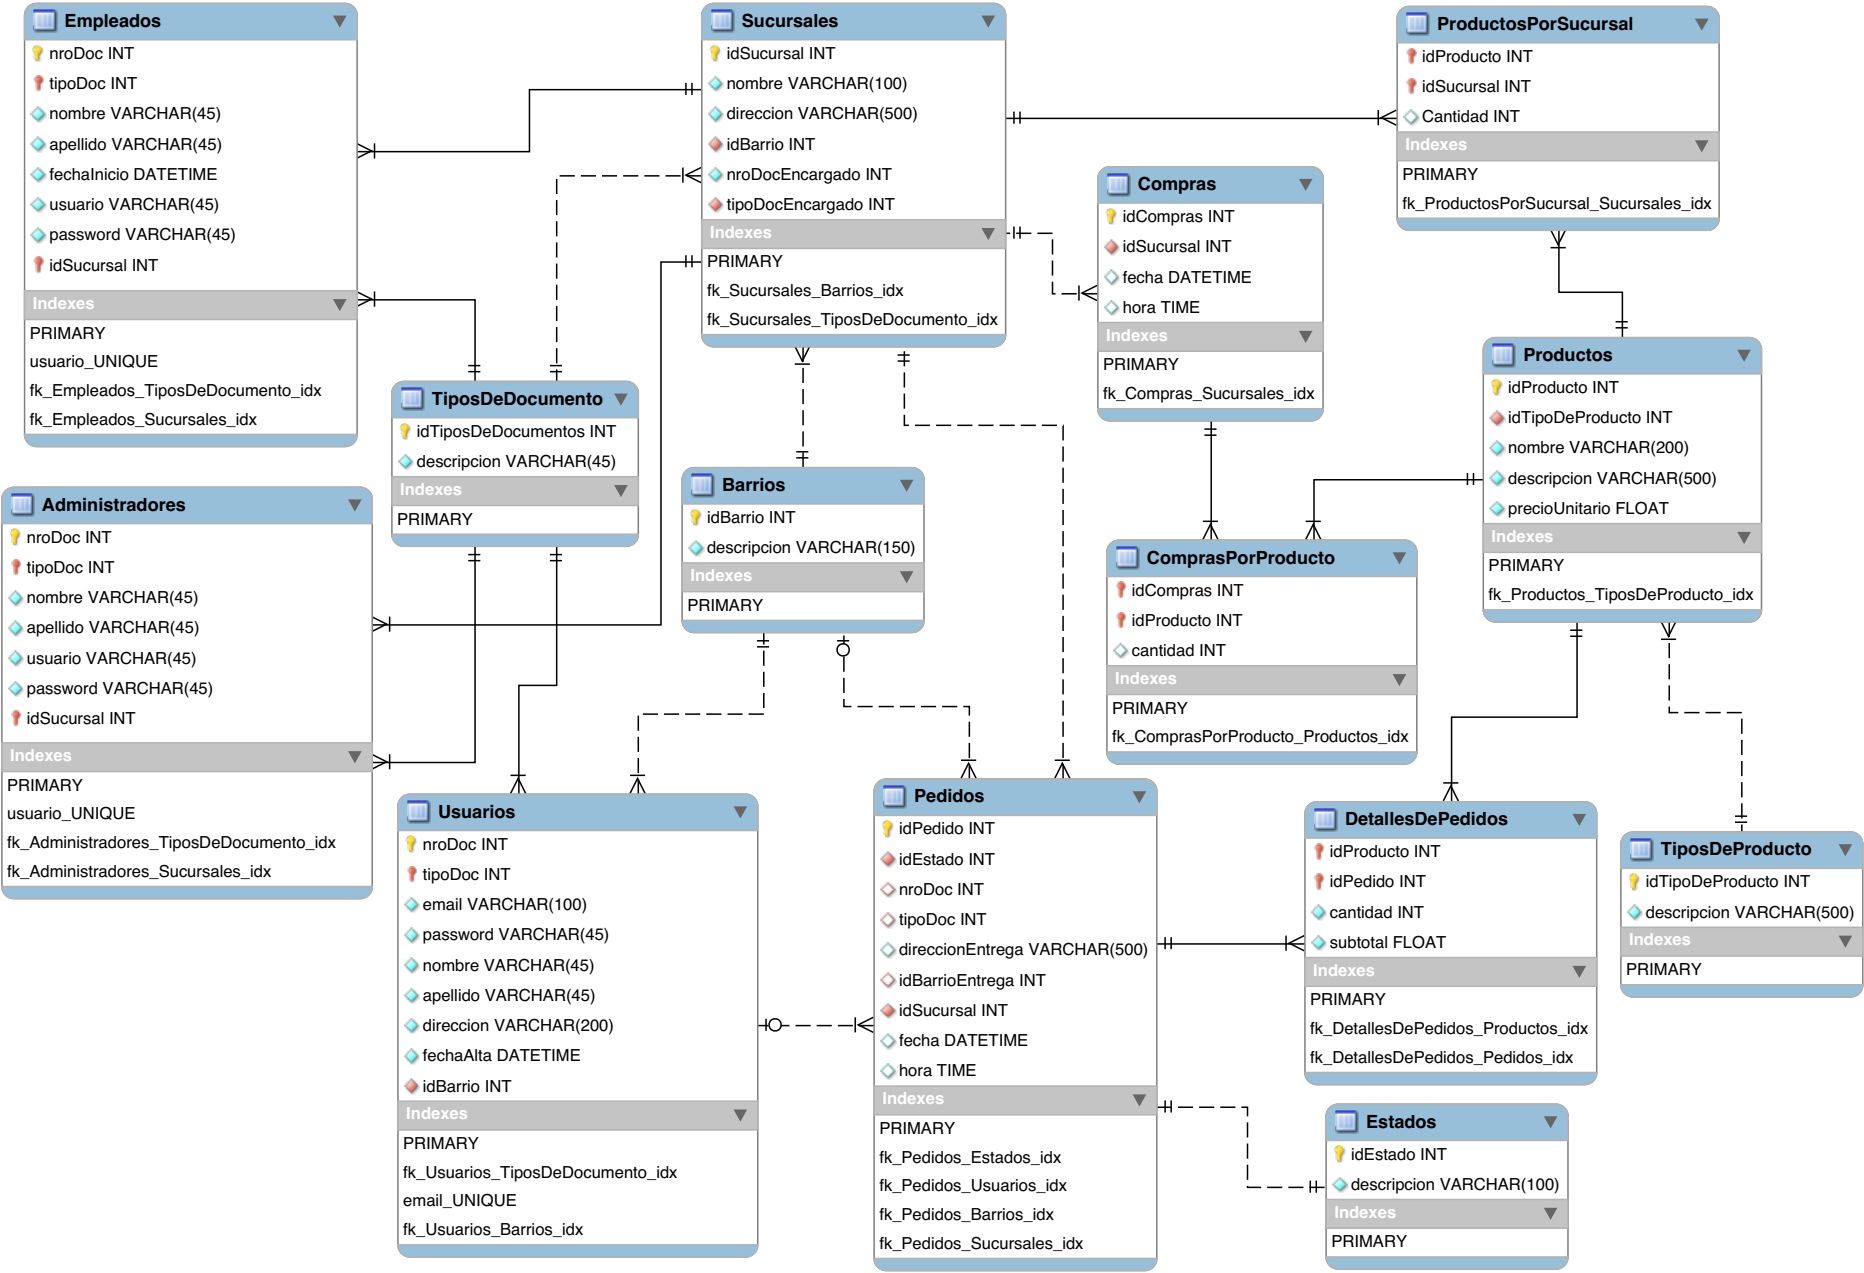 Empleados
nroDoc INT
tipoDoc INT
nombre VARCHAR(45)
apellido VARCHAR(45)
fechaInicio DATETIME
usuario VARCHAR(45)
password VARCHAR(45)
idSucursal INT
Indexes
PRIMARY
usuario_UNIQUE
fk_Empleados_TiposDeDocumento_idx
fk_Empleados_Sucursales_idx
Sucursales
idSucursal INT
nombre VARCHAR(100)
direccion VARCHAR(500)
idBarrio INT
nroDocEncargado INT
tipoDocEncargado INT
Indexes
PRIMARY
fk_Sucursales_Barrios_idx
fk_Sucursales_TiposDeDocumento_idx
ProductosPorSucursal
idProducto INT
idSucursal INT
Cantidad INT
Indexes
PRIMARY
fk_ProductosPorSucursal_Sucursales_idx
Compras
idCompras INT
idSucursal INT
fecha DATETIME
hora TIME
Indexes
PRIMARY
fk_Compras_Sucursales_idx
Productos
idProducto INT
idTipoDeProducto INT
nombre VARCHAR(200)
descripcion VARCHAR(500)
precioUnitario FLOAT
Indexes
PRIMARY
fk_Productos_TiposDeProducto_idx
TiposDeDocumento
idTiposDeDocumentos INT
descripcion VARCHAR(45)
Indexes
PRIMARY
Barrios
idBarrio INT
descripcion VARCHAR(150)
Indexes
PRIMARY
Administradores
nroDoc INT
tipoDoc INT
nombre VARCHAR(45)
apellido VARCHAR(45)
usuario VARCHAR(45)
password VARCHAR(45)
idSucursal INT
Indexes
PRIMARY
usuario_UNIQUE
fk_Administradores_TiposDeDocumento_idx
fk_Administradores_Sucursales_idx
ComprasPorProducto
idCompras INT
idProducto INT
cantidad INT
Indexes
PRIMARY
fk_ComprasPorProducto_Productos_idx
Usuarios
nroDoc INT
tipoDoc INT
email VARCHAR(100)
password VARCHAR(45)
nombre VARCHAR(45)
apellido VARCHAR(45)
direccion VARCHAR(200)
fechaAlta DATETIME
idBarrio INT
Indexes
PRIMARY
fk_Usuarios_TiposDeDocumento_idx
email_UNIQUE
fk_Usuarios_Barrios_idx
Pedidos
idPedido INT
idEstado INT
nroDoc INT
tipoDoc INT
direccionEntrega VARCHAR(500)
idBarrioEntrega INT
idSucursal INT
fecha DATETIME
hora TIME
Indexes
PRIMARY
fk_Pedidos_Estados_idx
fk_Pedidos_Usuarios_idx
fk_Pedidos_Barrios_idx
fk_Pedidos_Sucursales_idx
DetallesDePedidos
idProducto INT
idPedido INT
cantidad INT
subtotal FLOAT
Indexes
PRIMARY
fk_DetallesDePedidos_Productos_idx
fk_DetallesDePedidos_Pedidos_idx
TiposDeProducto
idTipoDeProducto INT
descripcion VARCHAR(500)
Indexes
PRIMARY
Estados
idEstado INT
descripcion VARCHAR(100)
Indexes
PRIMARY